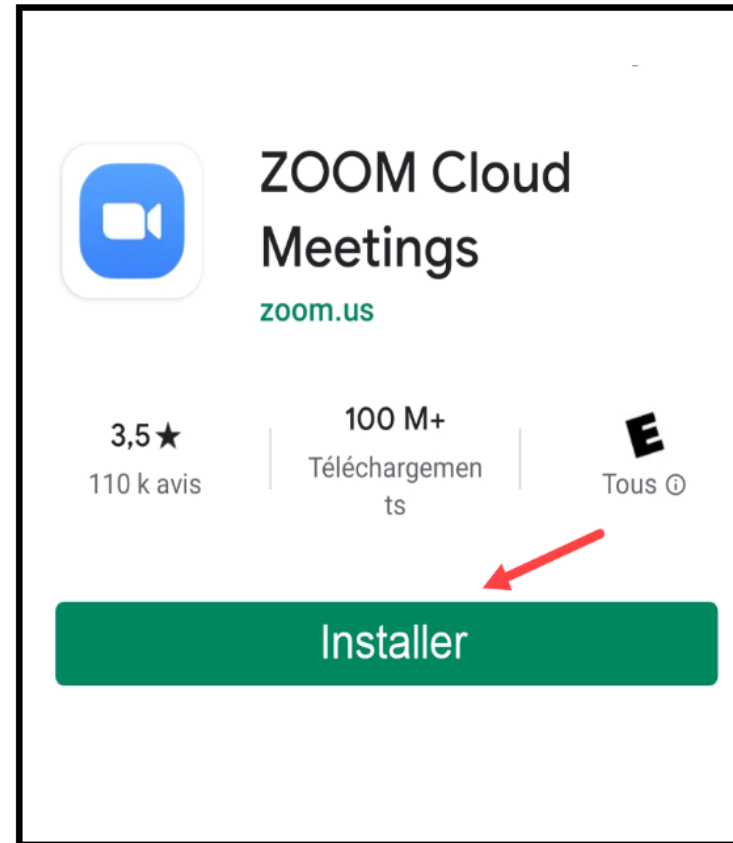 ZOOM Cloud
Meetings
zoom.us
3,5★
110 k avis
100 M+
Téléchargemen
ts
E
Tous
Installer